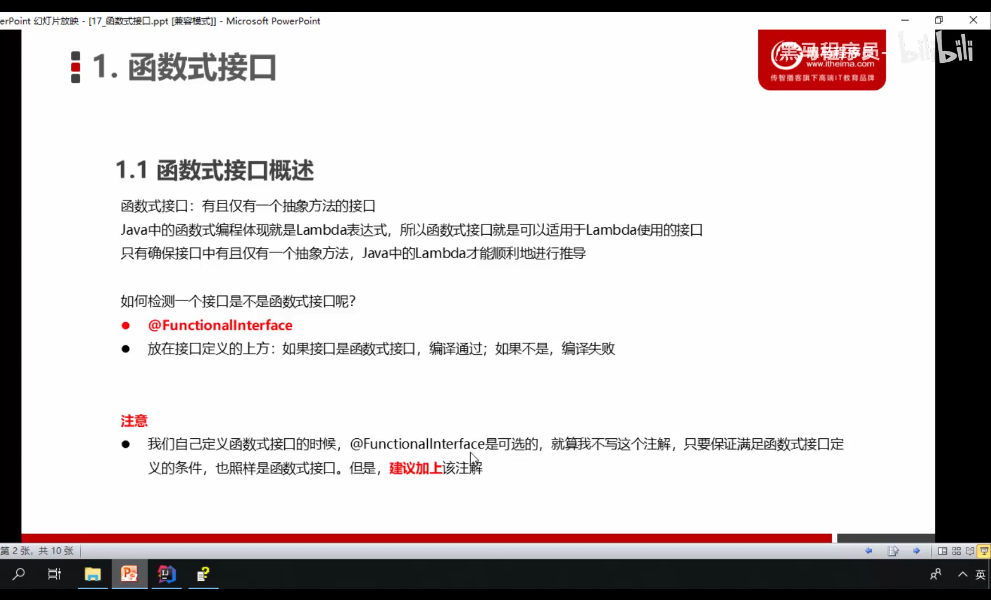 erPoint 幻灯片放映 - [17_函数式接口.ppt [兼容模式]] - Microsoft PowerPoint
1. 函数式接口
黑马程序员
www.itheima.com
传智播客旗下高端IT教育品牌
bilibili
1.1 函数式接口概述
函数式接口：有且仅有一个抽象方法的接口
Java中的函数式编程体现就是Lambda表达式，所以函数式接口就是可以适用于Lambda使用的接口
只有确保接口中有且仅有一个抽象方法，Java中的Lambda才能顺利地进行推导
如何检测一个接口是不是函数式接口呢？
@FunctionalInterface
放在接口定义的上方：如果接口是函数式接口，编译通过；如果不是，编译失败
注意
我们自己定义函数式接口的时候，@FunctionalInterface是可选的，就算我不写这个注解，只要保证满足函数式接口定
义的条件，也照样是函数式接口。但是，建议加上该注解
第 2 张，共 10 张
英